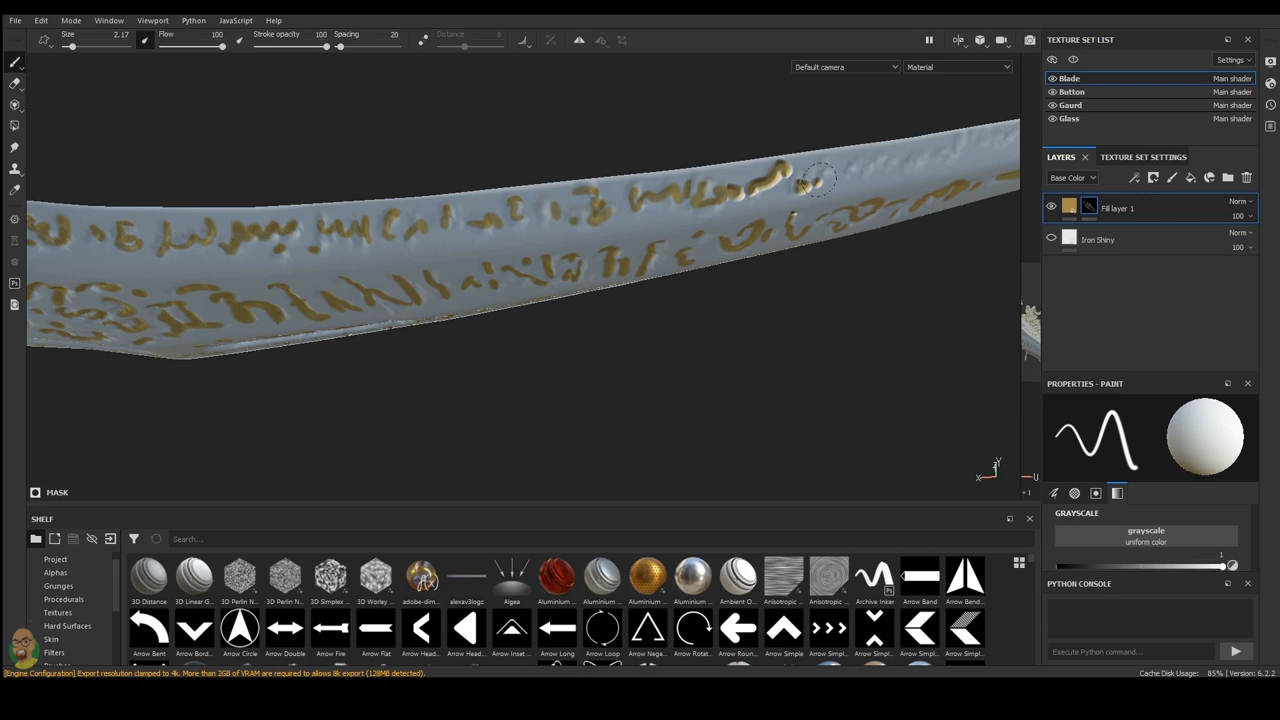 File Edit Mode Window Viewport Python JavaScript Help
Size 2.17 Flow 100 Stroke opacity 100 Spacing 20 Distance 8
Default camera Material
TEXTURE SET LIST
Settings
Blade Main shader
Button Main shader
Gaurd Main shader
Glass Main shader
LAYERS TEXTURE SET SETTINGS
Base Color
Fill layer 1 Norm 100
Iron Shiny Norm 100
PROPERTIES - PAINT
GRAYSCALE
grayscale
uniform color
1
X Y U
MASK
SHELF
Search...
Project
Alphas
Grunges
Procedurals
Textures
Hard Surfaces
Skin
Filters
3D Distance 3D Linear G... 3D Perlin N... 3D Perlin N... 3D Simplex ... 3D Worley ... adobe-dim... alexav3logc Algea Aluminium ... Aluminium ... Aluminium ... Aluminium ... Ambient O... Anisotropic ... Anisotropic ... Archive Inker Arrow Band Arrow Bend...
Arrow Bent Arrow Bord... Arrow Circle Arrow Double Arrow Fire Arrow Flat Arrow Head... Arrow Head... Arrow Inset ... Arrow Long Arrow Loop Arrow Nega... Arrow Rotat... Arrow Roun... Arrow Simple Arrow Simpl... Arrow Simpl... Arrow Simpl... Arrow Simpl...
PYTHON CONSOLE
Execute Python command...
[Engine Configuration] Export resolution clamped to 4k. More than 2GB of VRAM are required to allows 8k export (128MB detected).
Cache Disk Usage: 85% | Version: 6.2.2